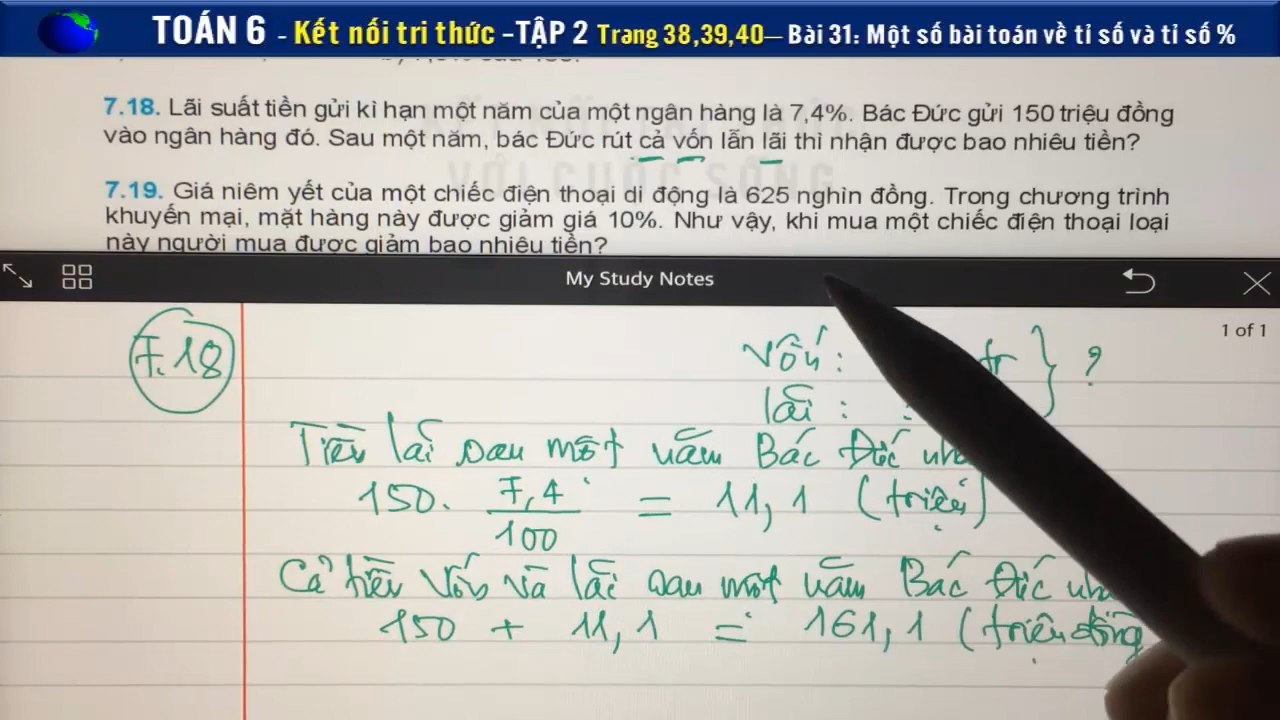 TOÁN 6 - Kết nối tri thức -TẬP 2 Trang 38,39,40— Bài 31: Một số bài toán về tỉ số và tỉ số %
7.18. Lãi suất tiền gửi kì hạn một năm của một ngân hàng là 7,4%. Bác Đức gửi 150 triệu đồng
vào ngân hàng đó. Sau một năm, bác Đức rút cả vốn lẫn lãi thì nhận được bao nhiêu tiền?
7.19. Giá niêm yết của một chiếc điện thoại di động là 625 nghìn đồng. Trong chương trình
khuyến mại, mặt hàng này được giảm giá 10%. Như vậy, khi mua một chiếc điện thoại loại
này người mua được giảm bao nhiêu tiền?
My Study Notes
1 of 1
7.18
Vốn: tr } ?
lãi :
Tiền lãi sau một năm Bác Đức
150. 7,4/100 = 11,1 (triệu)
Cả tiền vốn và lãi sau một năm Bác Đức
150 + 11,1 = 161,1 (triệu đồng